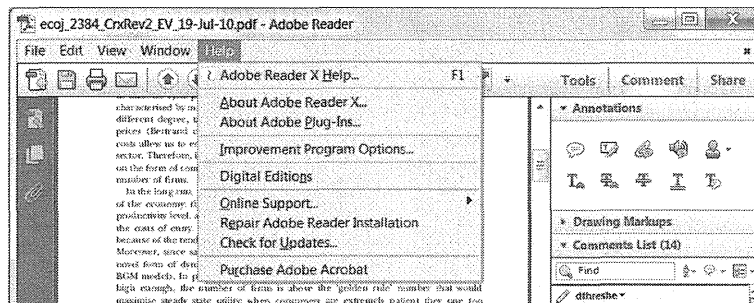 ecoj_2384_CrxRev2_EV_19-Jul-10.pdf - Adobe Reader
File Edit View Window Help
Tools Comment Share
Adobe Reader X Help... F1
About Adobe Reader X...
About Adobe Plug-Ins...
Improvement Program Options...
Digital Editions
Online Support...
Repair Adobe Reader Installation
Check for Updates...
Purchase Adobe Acrobat
characterised by
different degree,
prices (Bertrand
costs allows us to
sector. Therefore,
on the form of
number of firms.
In the long run,
of the economy
productivity level,
the costs of entry.
because of the
Moreover, since
novel form of
BGM models. In
high enough, the number of firms is above the 'golden rule' number that would
maximise steady state utility when consumers are extremely patient they
Annotations
Drawing Markups
Comments List (14)
Find
dthreshe